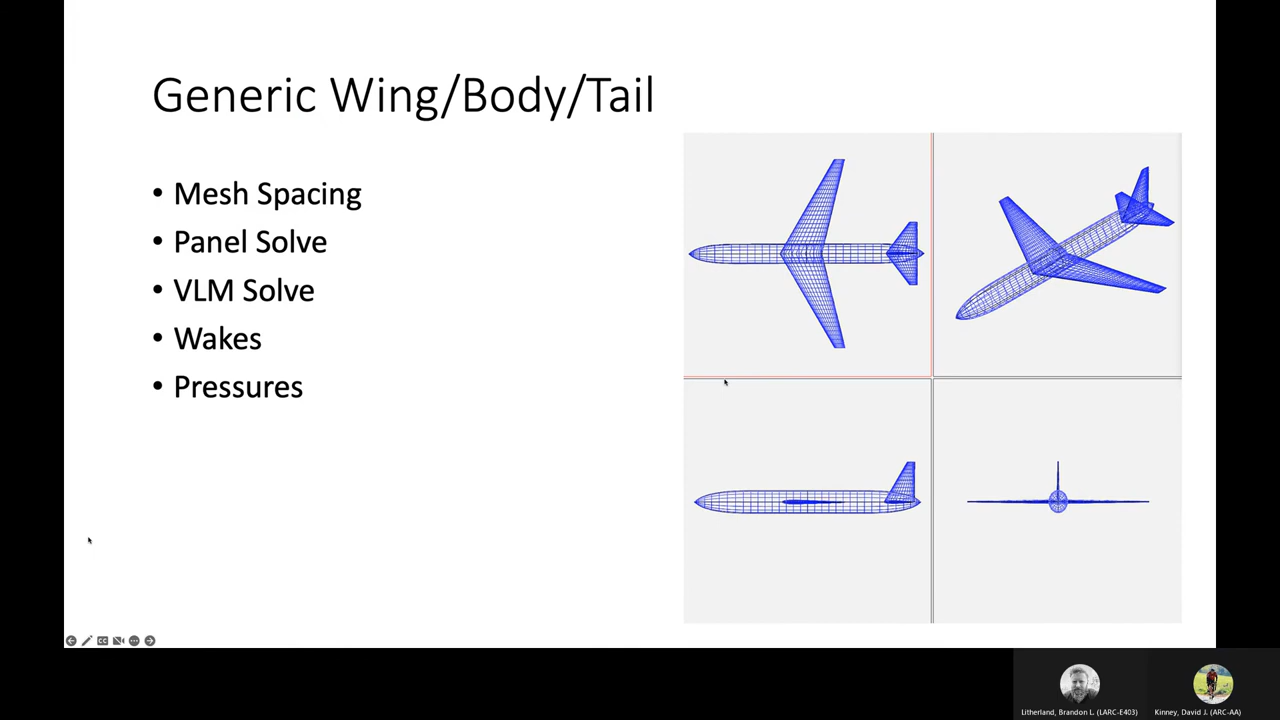 Generic Wing/Body/Tail
• Mesh Spacing
• Panel Solve
• VLM Solve
• Wakes
• Pressures
Litherland, Brandon L. (LARC-E403)
Kinney, David J. (ARC-AA)